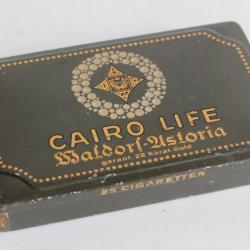 CAIRO LIFE
Waldorf-Astoria
garant. 22 karat. Gold
25 CIGARETTEN